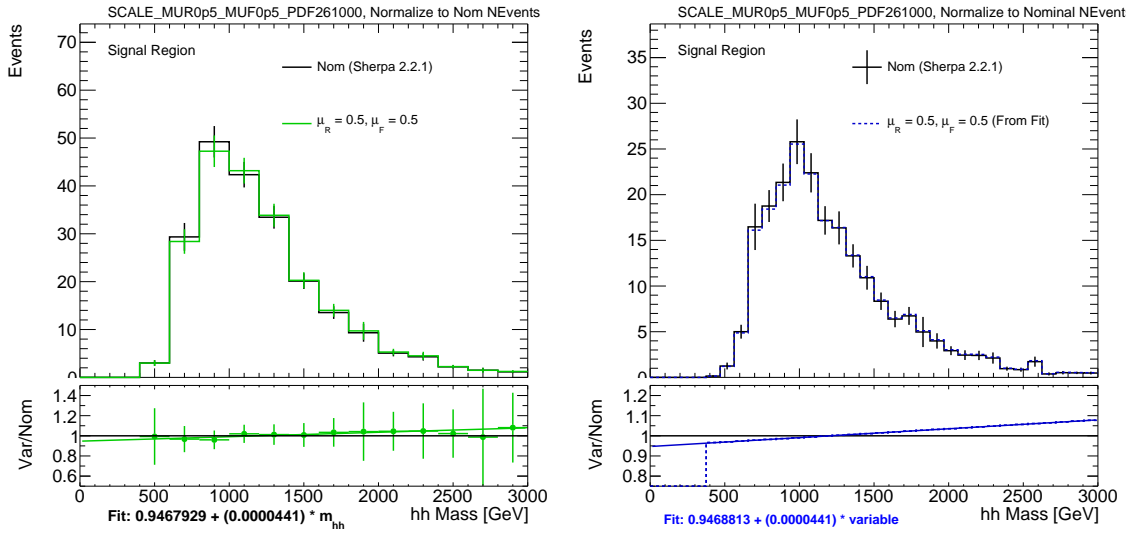 SCALE_MUR0p5_MUF0p5_PDF261000, Normalize to Nom NEvents
Events
70
60
50
40
30
20
10
0
Signal Region
Nom (Sherpa 2.2.1)
μR = 0.5, μF = 0.5
Var/Nom
1.4
1.2
1
0.8
0.6
0 500 1000 1500 2000 2500 3000
hh Mass [GeV]
Fit: 0.9467929 + (0.0000441) * mhh
SCALE_MUR0p5_MUF0p5_PDF261000, Normalize to Nominal NEvent
Events
35
30
25
20
15
10
5
0
Signal Region
Nom (Sherpa 2.2.1)
μR = 0.5, μF = 0.5 (From Fit)
Var/Nom
1.2
1.1
1
0.9
0.8
0 500 1000 1500 2000 2500 3000
hh Mass [GeV]
Fit: 0.9468813 + (0.0000441) * variable